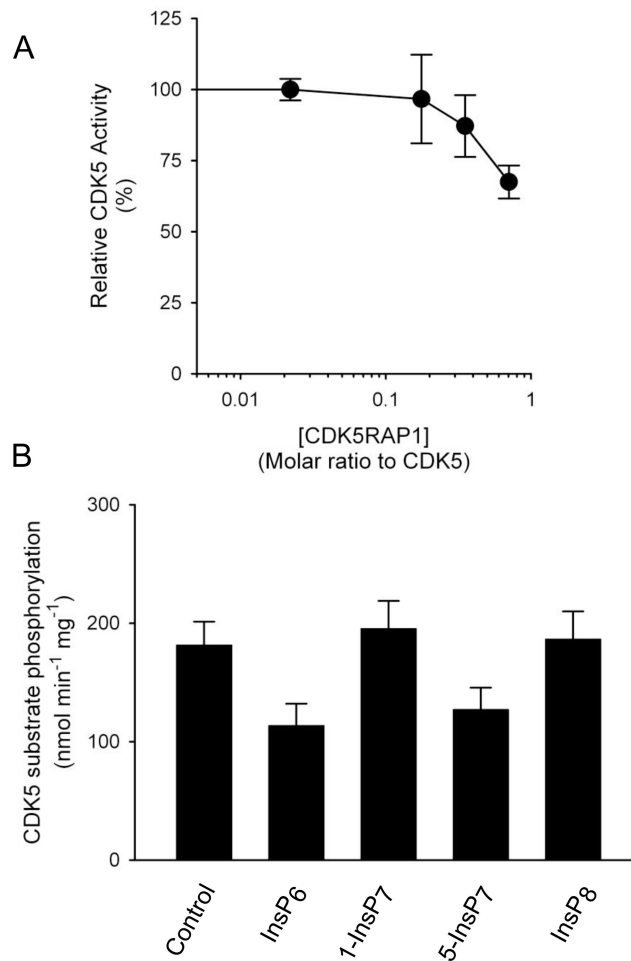 A
125
100
75
50
25
0
Relative CDK5 Activity
(%)
0.01
0.1
1
[CDK5RAP1]
(Molar ratio to CDK5)
B
300
200
100
0
CDK5 substrate phosphorylation
(nmol min-1 mg-1)
Control
InsP6
1-InsP7
5-InsP7
InsP8